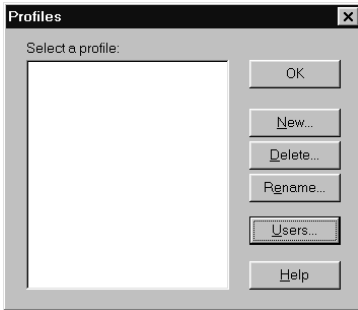 Profiles
Select a profile:
OK
New...
Delete...
Rename...
Users...
Help